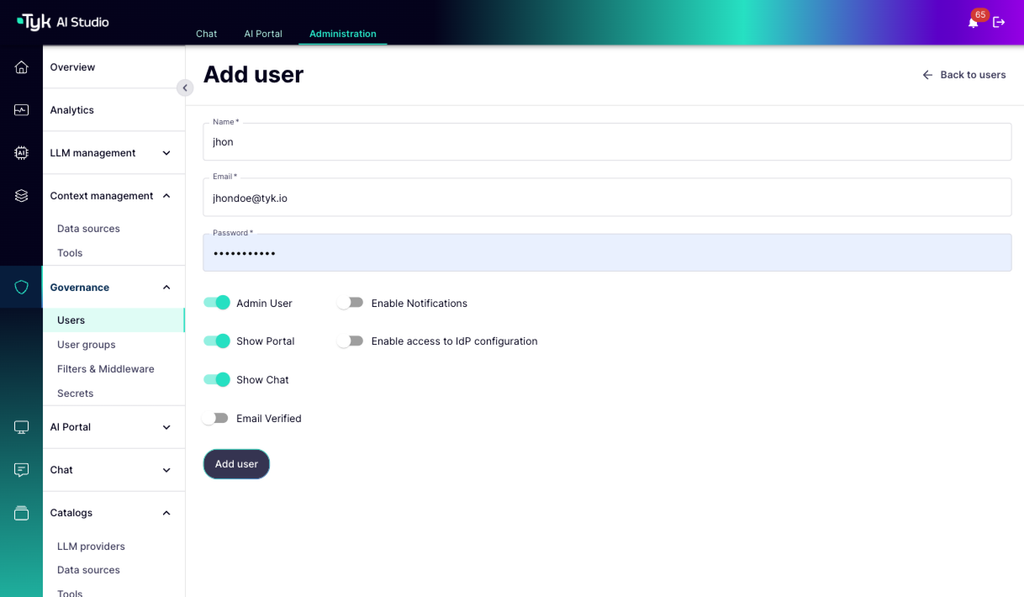 Tyk AI Studio
Chat AI Portal Administration
65
Overview
Analytics
LLM management
Context management
Data sources
Tools
Governance
Users
User groups
Filters & Middleware
Secrets
AI Portal
Chat
Catalogs
LLM providers
Data sources
Tools
Add user
Back to users
Name *
jhon
Email *
jhondoe@tyk.io
Password *
•••••••••••
Admin User Enable Notifications
Show Portal Enable access to IdP configuration
Show Chat
Email Verified
Add user